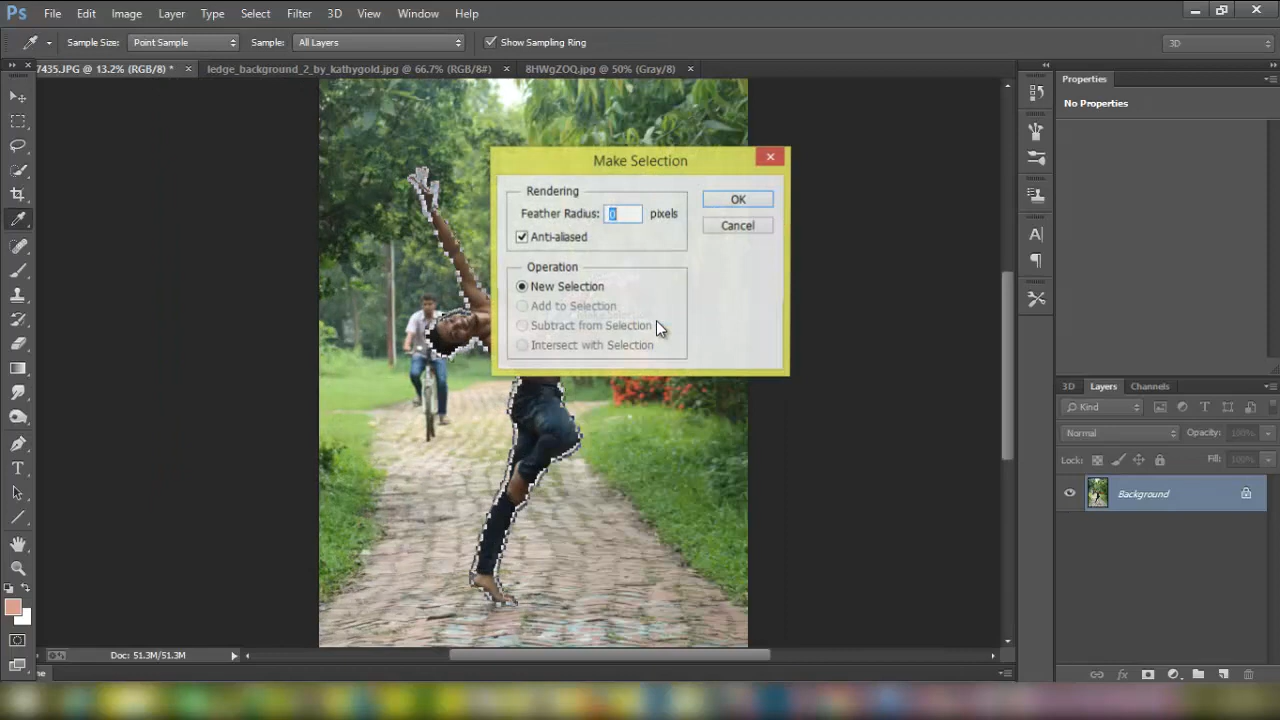 Ps File Edit Image Layer Type Select Filter 3D View Window Help
Sample Size: Point Sample Sample: All Layers Show Sampling Ring 3D
7435.JPG @ 13.2% (RGB/8) * × ledge_background_2_by_kathygold.jpg @ 66.7% (RGB/8#) × 8HWgZOQ.jpg @ 50% (Gray/8) ×
Properties
No Properties
Make Selection
Rendering
Feather Radius: 0 pixels
Anti-aliased
OK
Cancel
Operation
New Selection
Add to Selection
Subtract from Selection
Intersect with Selection
3D Layers Channels
Kind
Normal Opacity: 100%
Lock: Fill: 100%
Background
Doc: 51.3M/51.3M